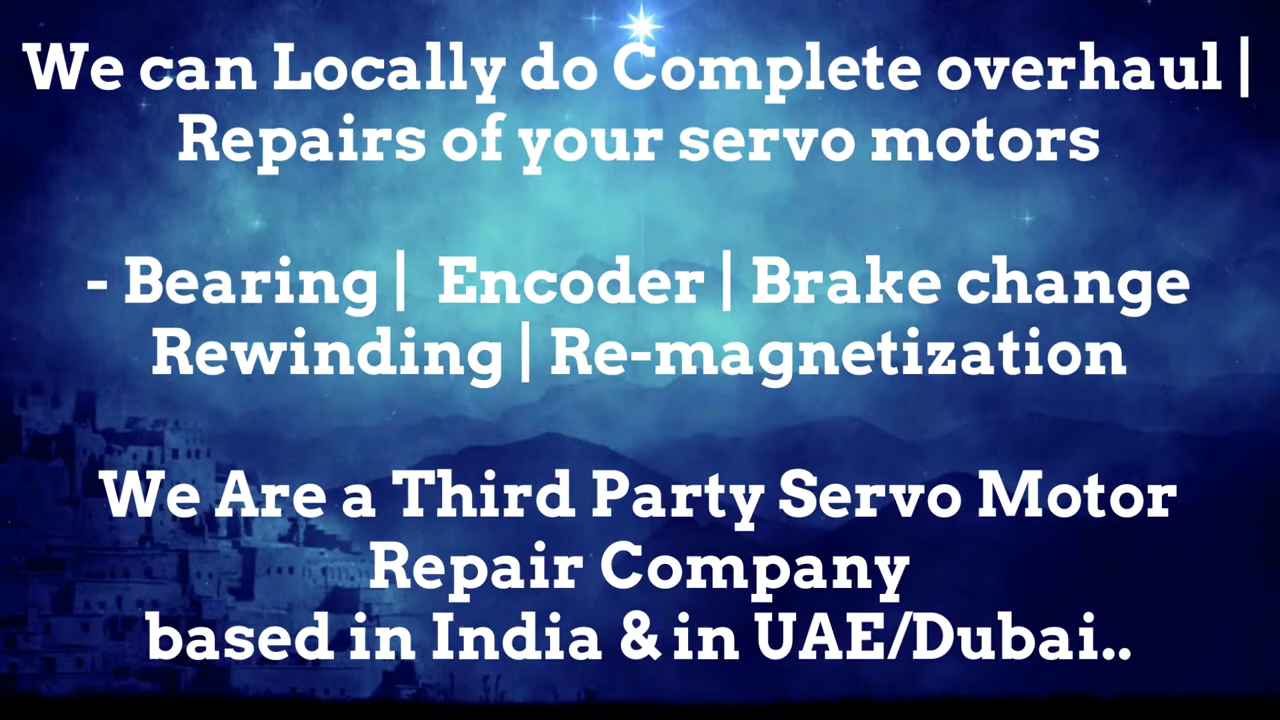 We can Locally do Complete overhaul |
Repairs of your servo motors
- Bearing | Encoder | Brake change
Rewinding | Re-magnetization
We Are a Third Party Servo Motor
Repair Company
based in India & in UAE/Dubai..